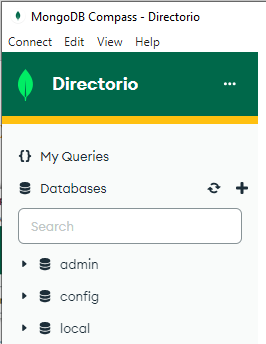 MongoDB Compass - Directorio
Connect Edit View Help
Directorio ...
{} My Queries
Databases
Search
admin
config
local